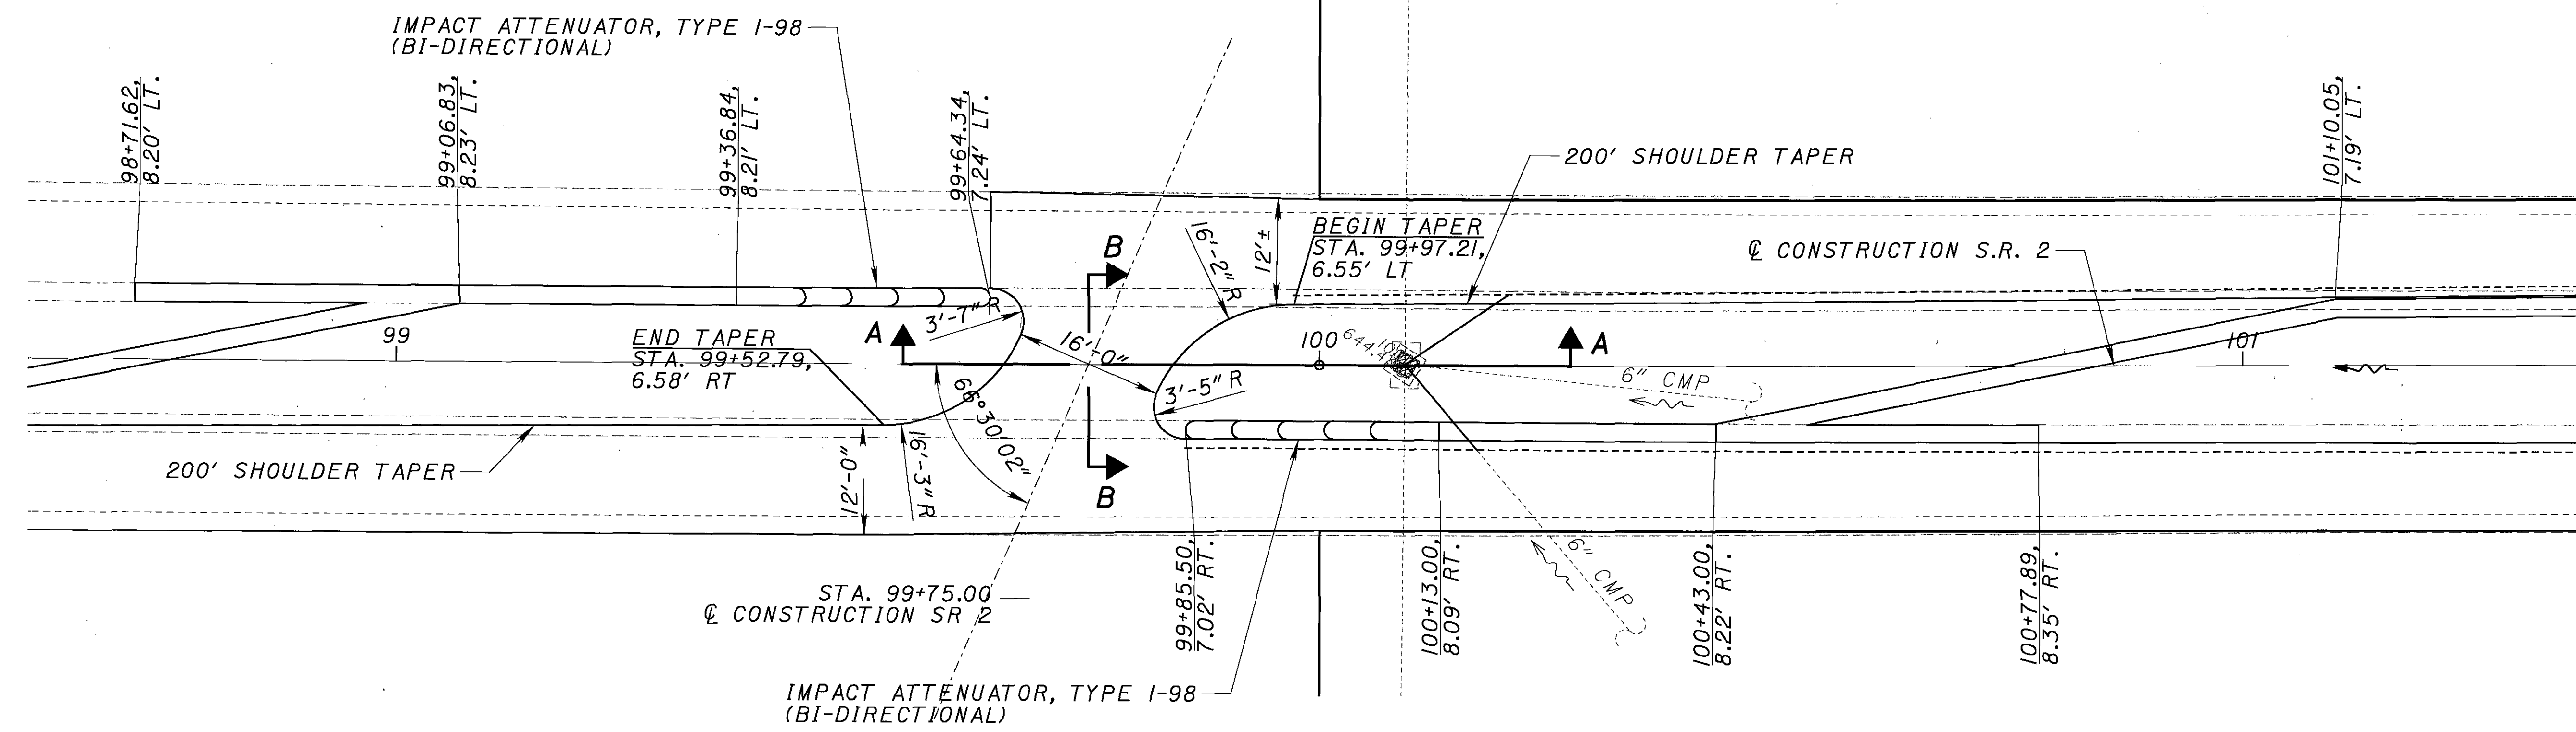 IMPACT ATTENUATOR, TYPE 1-98
(BI-DIRECTIONAL)
98+71.62,
8.20' LT.
99+06.83,
8.23' LT.
99+36.84,
8.21' LT.
99+64.34,
7.24' LT.
101+10.05,
7.19' LT.
200' SHOULDER TAPER
BEGIN TAPER
STA. 99+97.21,
6.55' LT
℄ CONSTRUCTION S.R. 2
12'±
16'-2" R
B
3'-7" R
A
99
END TAPER
STA. 99+52.79,
6.58' RT
16'-0"
100
A
101
6" CMP
3'-5" R
66°30'02"
200' SHOULDER TAPER
12'-0"
16'-3" R
B
6" CMP
STA. 99+75.00
℄ CONSTRUCTION SR 2
99+85.50,
7.02' RT.
100+13.00,
8.09' RT.
100+43.00,
8.22' RT.
100+77.89,
8.35' RT.
IMPACT ATTENUATOR, TYPE 1-98
(BI-DIRECTIONAL)